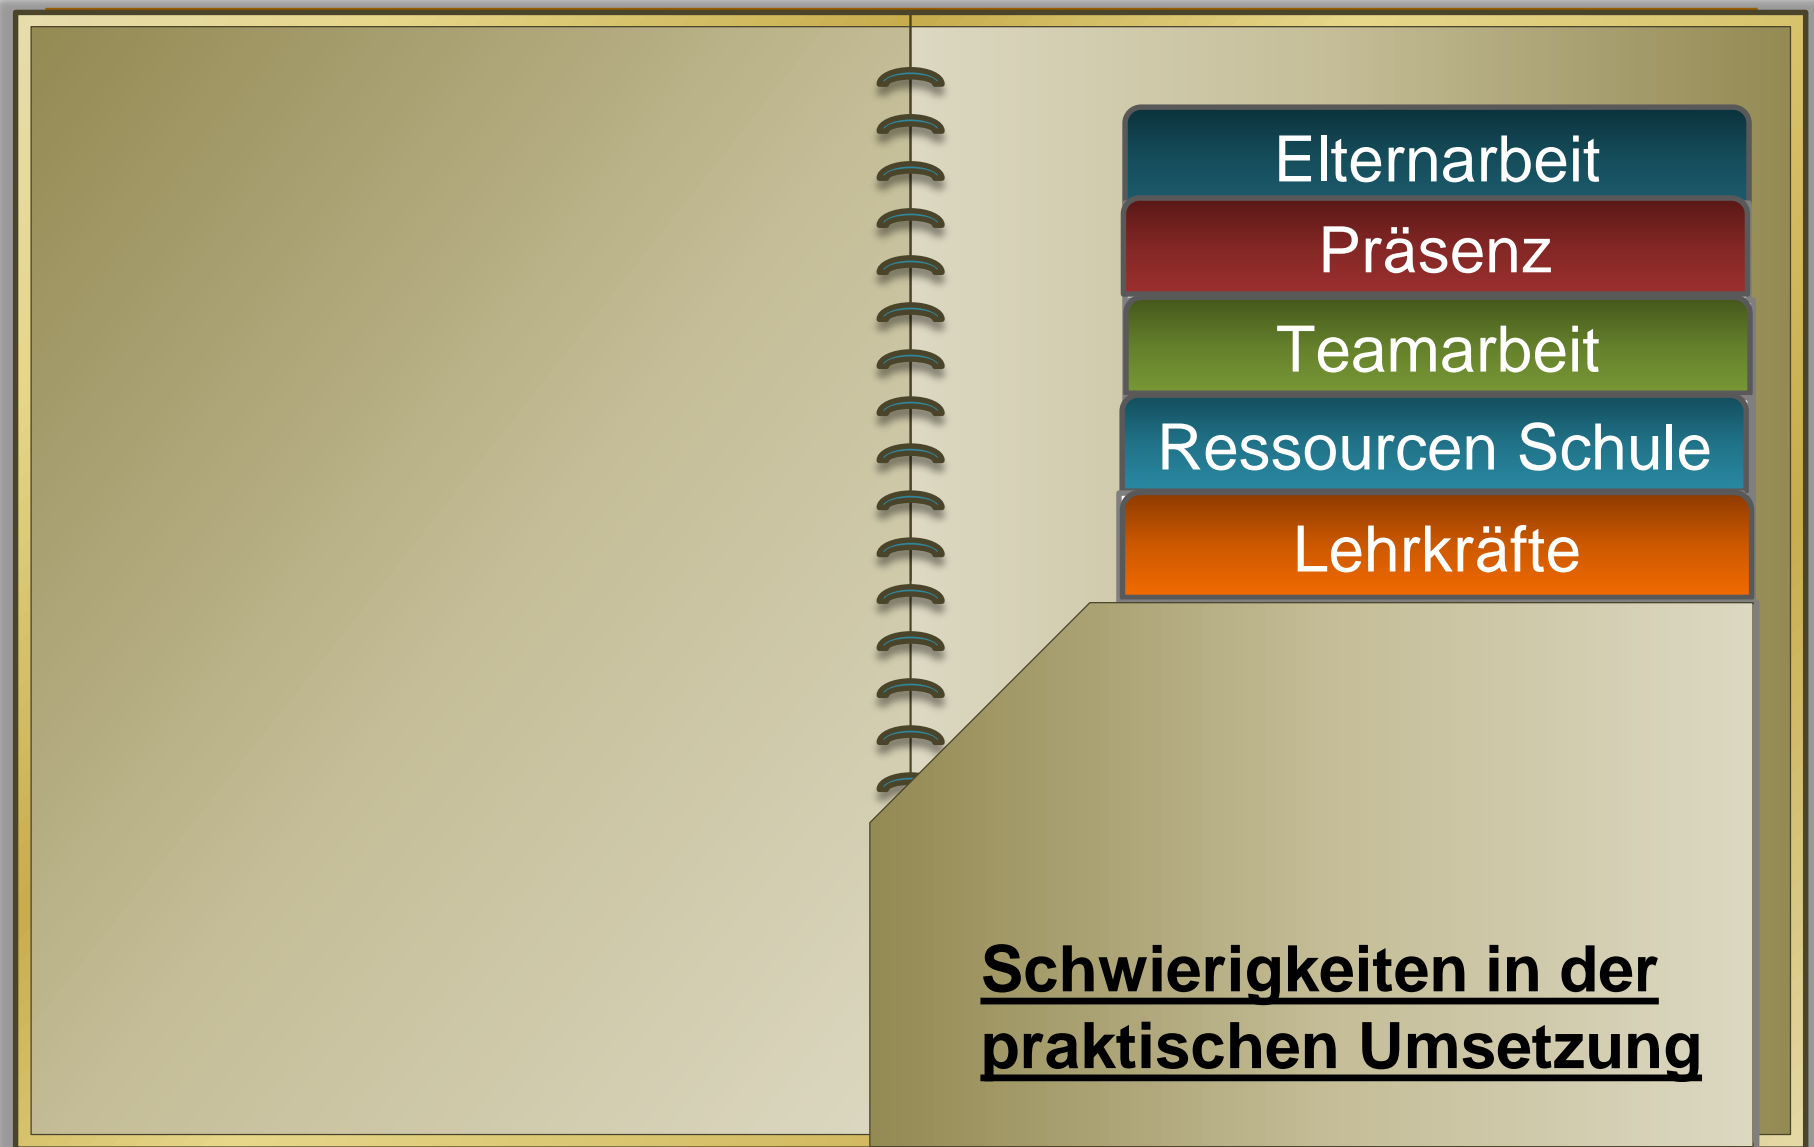 Elternarbeit
Präsenz
Teamarbeit
Ressourcen Schule
Lehrkräfte
Schwierigkeiten in der
praktischen Umsetzung